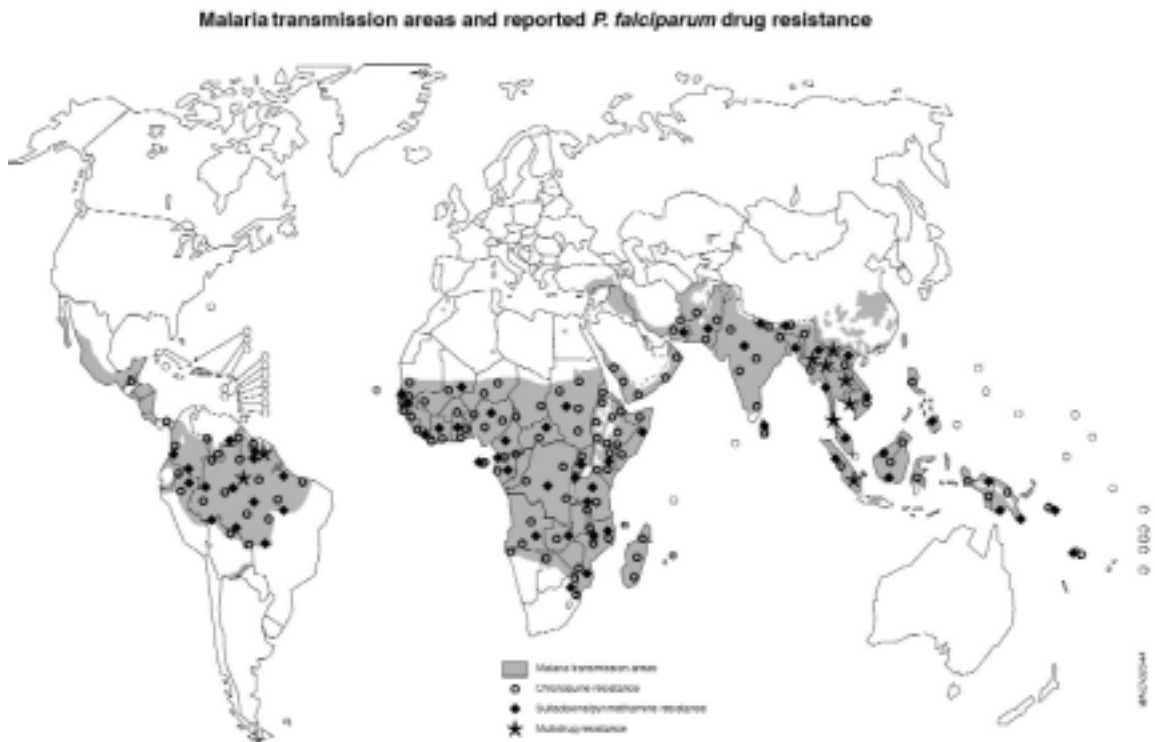 Malaria transmission areas and reported P. falciparum drug resistance
Malaria transmission areas
Chloroquine resistance
Sulfadoxine/pyrimethamine resistance
Multidrug resistance